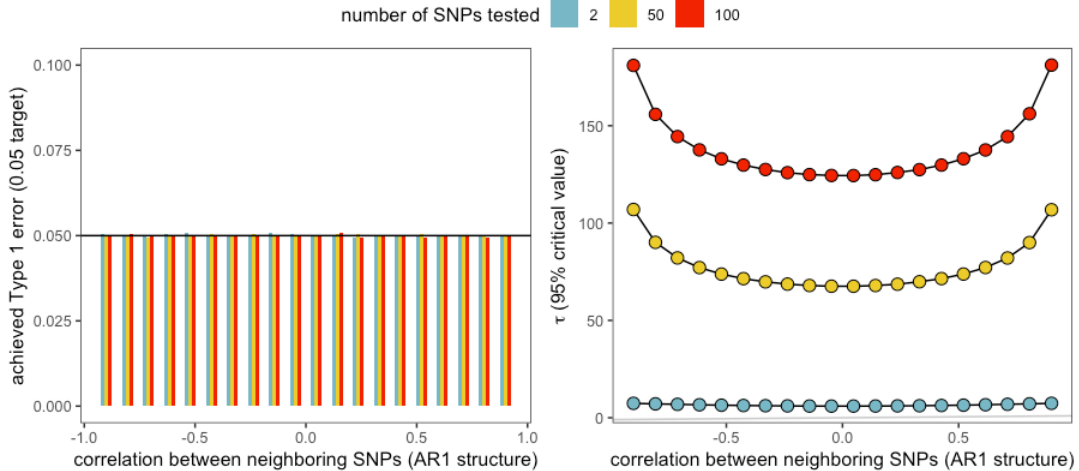 number of SNPs tested 2 50 100
achieved Type 1 error (0.05 target)
0.100
0.075
0.050
0.025
0.000
-1.0 -0.5 0.0 0.5 1.0
correlation between neighboring SNPs (AR1 structure)
τ (95% critical value)
150
100
50
0
-0.5 0.0 0.5
correlation between neighboring SNPs (AR1 structure)